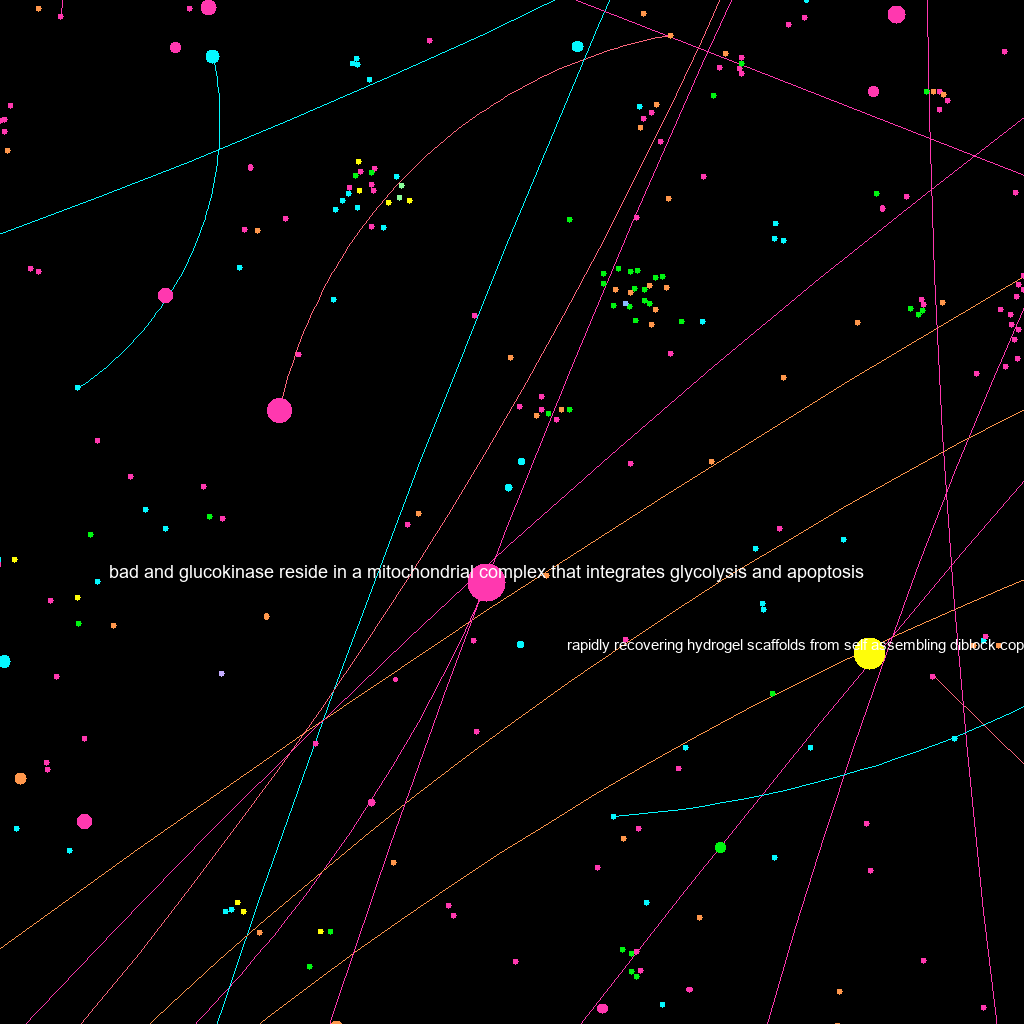 bad and glucokinase reside in a mitochondrial complex that integrates glycolysis and apoptosis
rapidly recovering hydrogel scaffolds from self assembling diblock cop